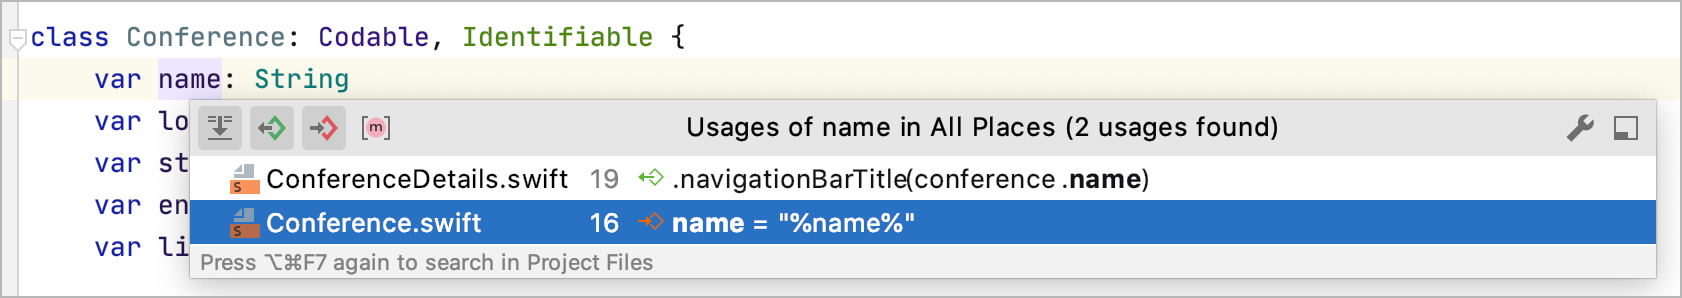 class Conference: Codable, Identifiable {
var name: String
var lo
Usages of name in All Places (2 usages found)
var st
ConferenceDetails.swift 19 .navigationBarTitle(conference .name)
var en
Conference.swift 16 name = "%name%"
var li
Press ⌥⌘F7 again to search in Project Files